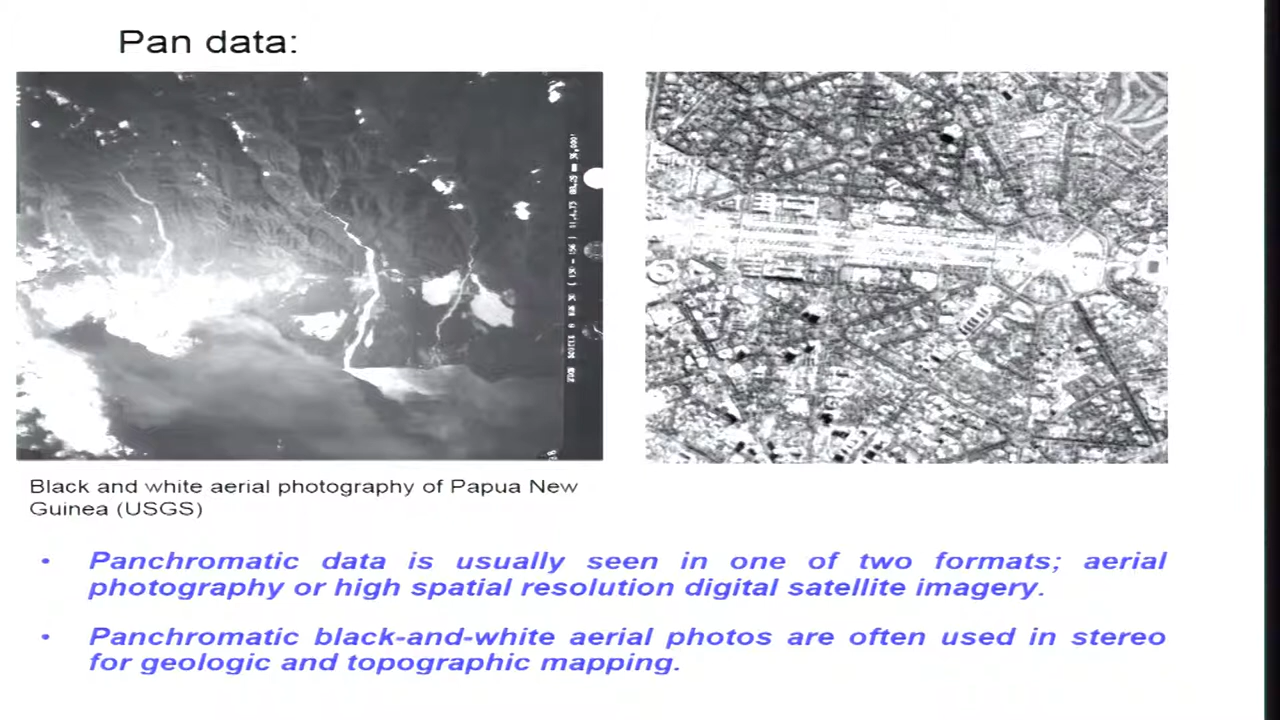 Pan data:
Black and white aerial photography of Papua New
Guinea (USGS)
• Panchromatic data is usually seen in one of two formats; aerial
photography or high spatial resolution digital satellite imagery.
• Panchromatic black-and-white aerial photos are often used in stereo
for geologic and topographic mapping.